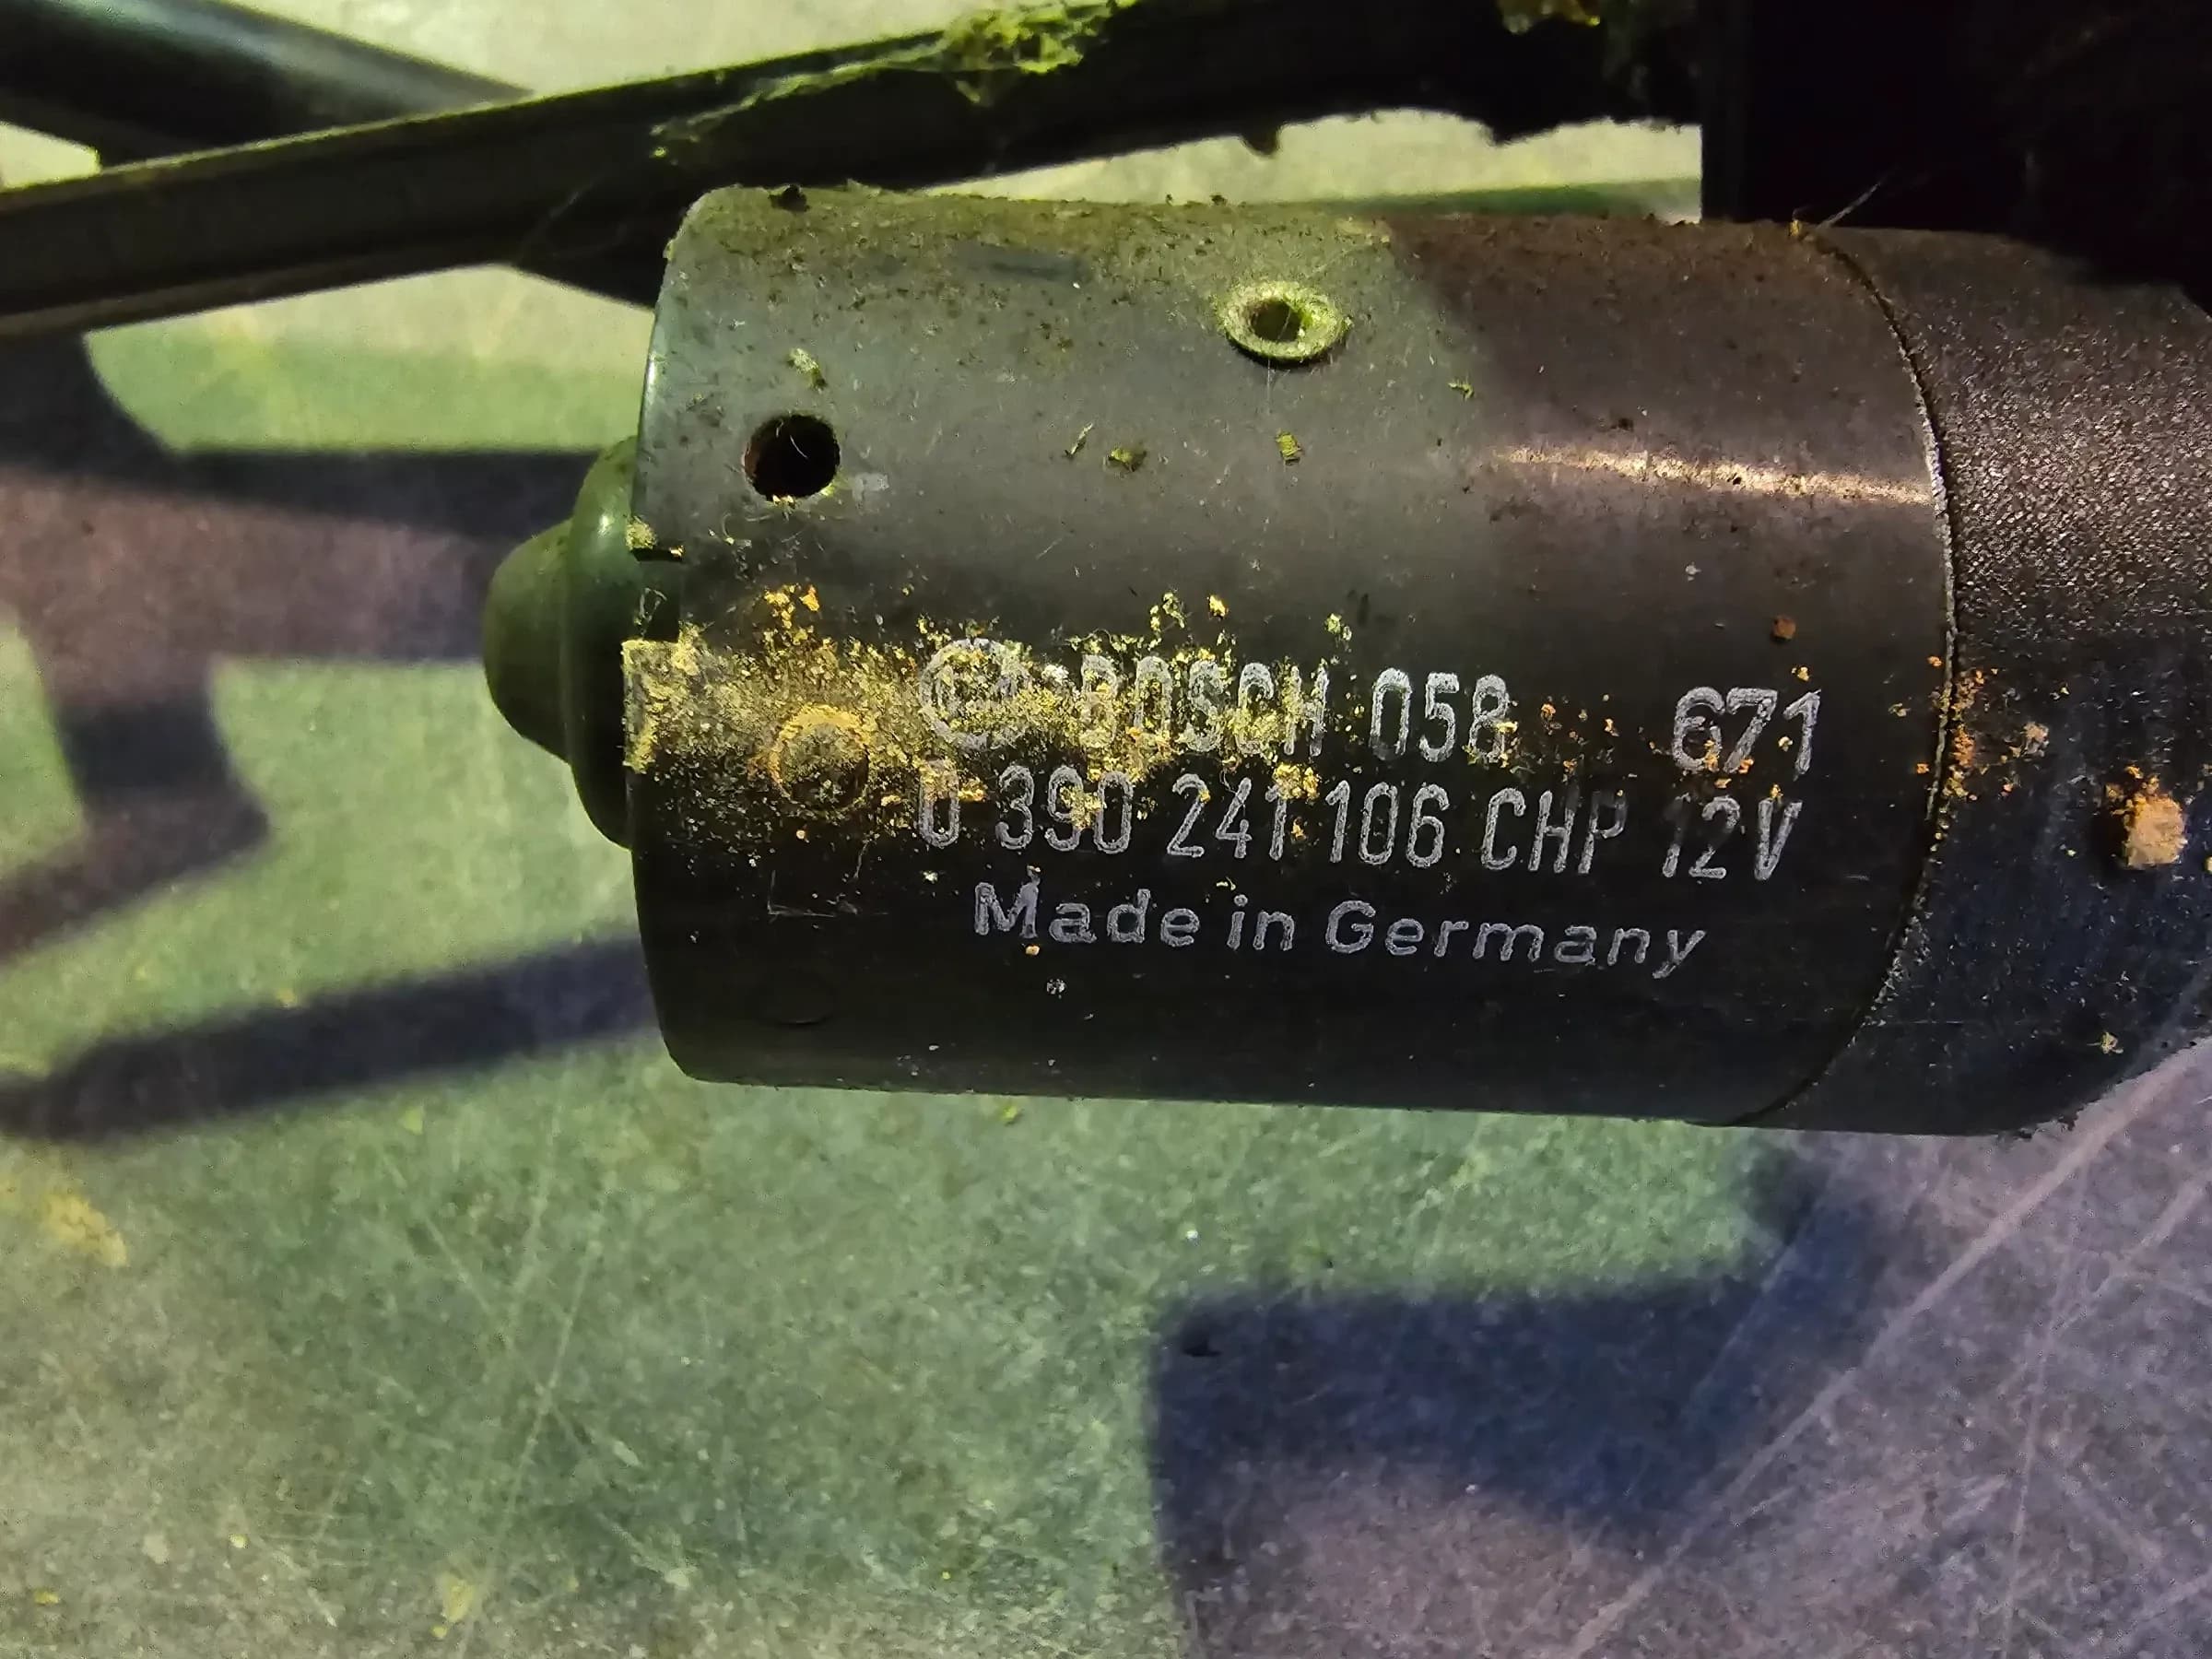 BOSCH 058 671
0 390 241 106 CHP 12V
Made in Germany